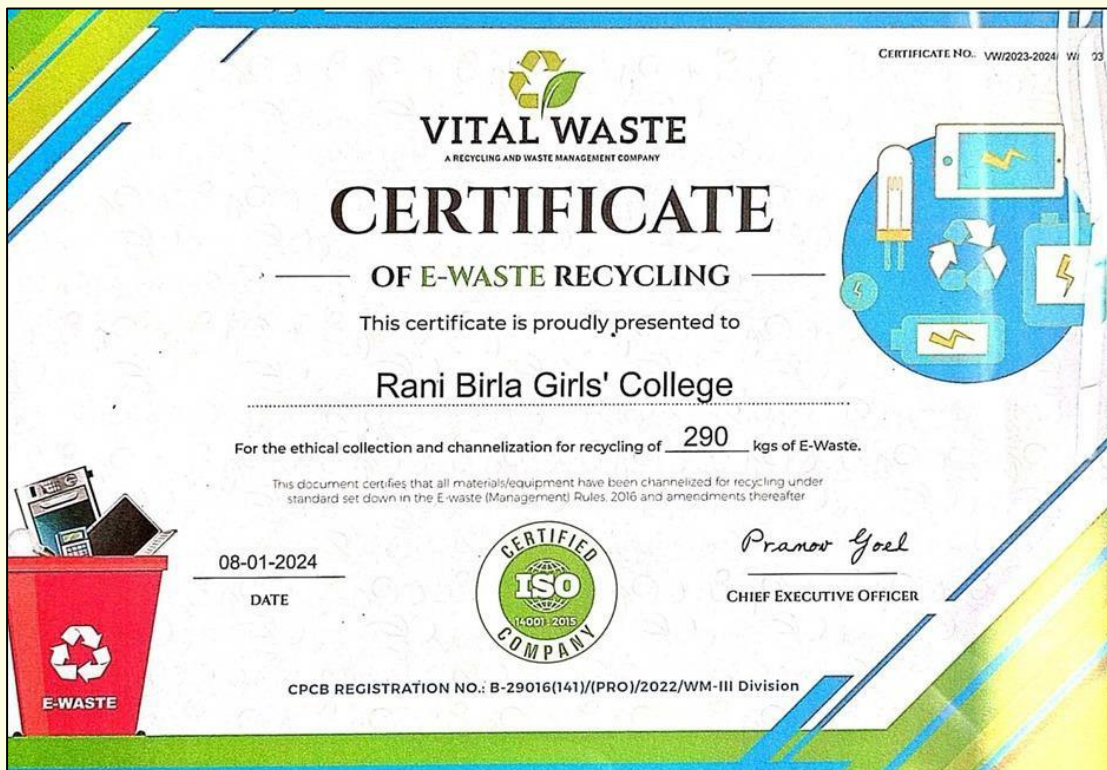 CERTIFICATE NO.. VW/2023-2024/ W/ 03
VITAL WASTE
A RECYCLING AND WASTE MANAGEMENT COMPANY
CERTIFICATE
OF E-WASTE RECYCLING
This certificate is proudly presented to
Rani Birla Girls' College
For the ethical collection and channelization for recycling of 290 kgs of E-Waste.
This document certifies that all materials/equipment have been channelized for recycling under
standard set down in the E-waste (Management) Rules, 2016 and amendments thereafter
08-01-2024
DATE
CERTIFIED
ISO
14001 - 2015
COMPANY
Pranov Goel
CHIEF EXECUTIVE OFFICER
E-WASTE
CPCB REGISTRATION NO.: B-29016(141)/(PRO)/2022/WM-III Division